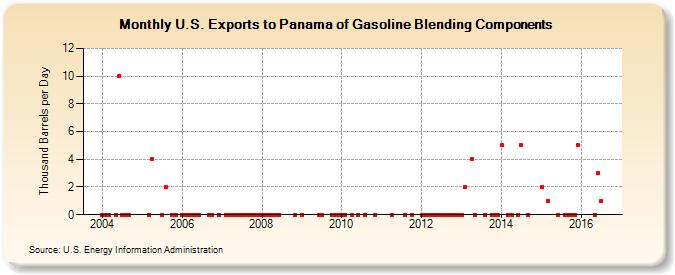 Monthly U.S. Exports to Panama of Gasoline Blending Components
Thousand Barrels per Day
12
10
8
6
4
2
0
2004 2006 2008 2010 2012 2014 2016
Source: U.S. Energy Information Administration